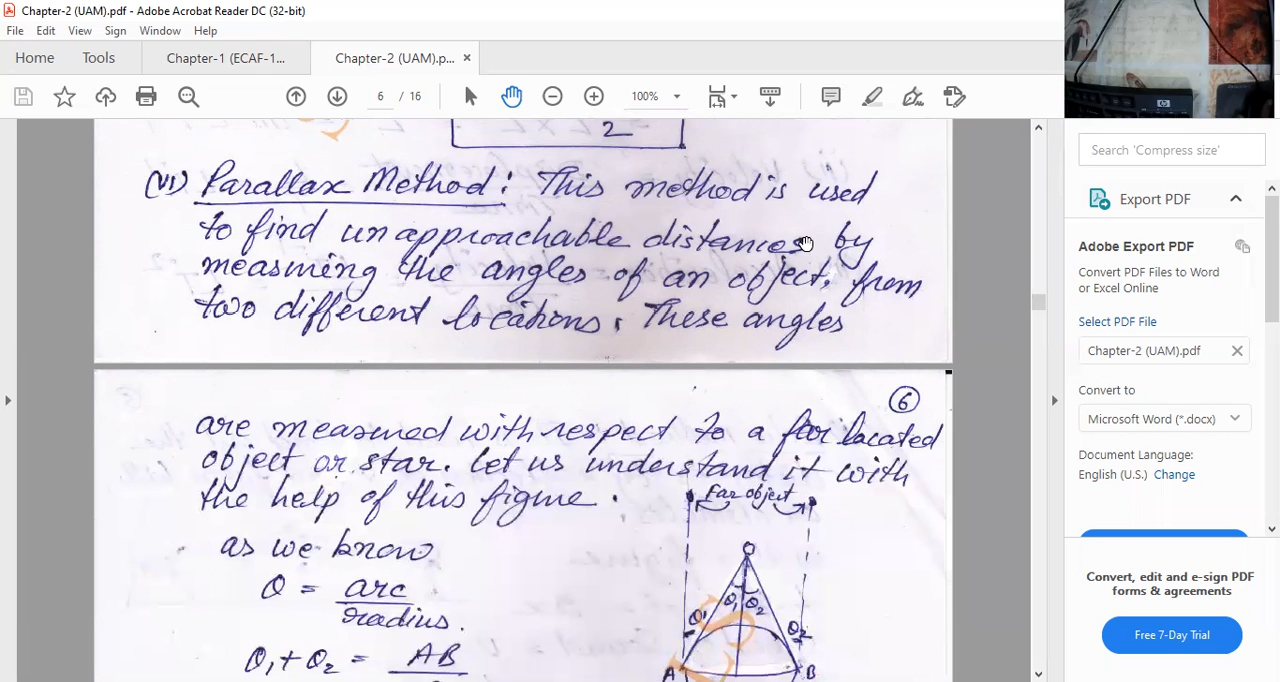 Chapter-2 (UAM).pdf - Adobe Acrobat Reader DC (32-bit)
File Edit View Sign Window Help
Home Tools Chapter-1 (ECAF-1... Chapter-2 (UAM).p... ×
6 / 16 100%
2
(VI) Parallax Method: This method is used
to find unapproachable distances by
measuring the angles of an object, from
two different locations. These angles
6
are measured with respect to a far located
object or star. Let us understand it with
the help of this figure.
Far object
as we know
O
θ = arc
radius.
θ1 θ2
θ1 θ2
θ1+θ2 = AB
A B
Search 'Compress size'
Export PDF
Adobe Export PDF
Convert PDF Files to Word
or Excel Online
Select PDF File
Chapter-2 (UAM).pdf
Convert to
Microsoft Word (*.docx)
Document Language:
English (U.S.) Change
Convert, edit and e-sign PDF
forms & agreements
Free 7-Day Trial